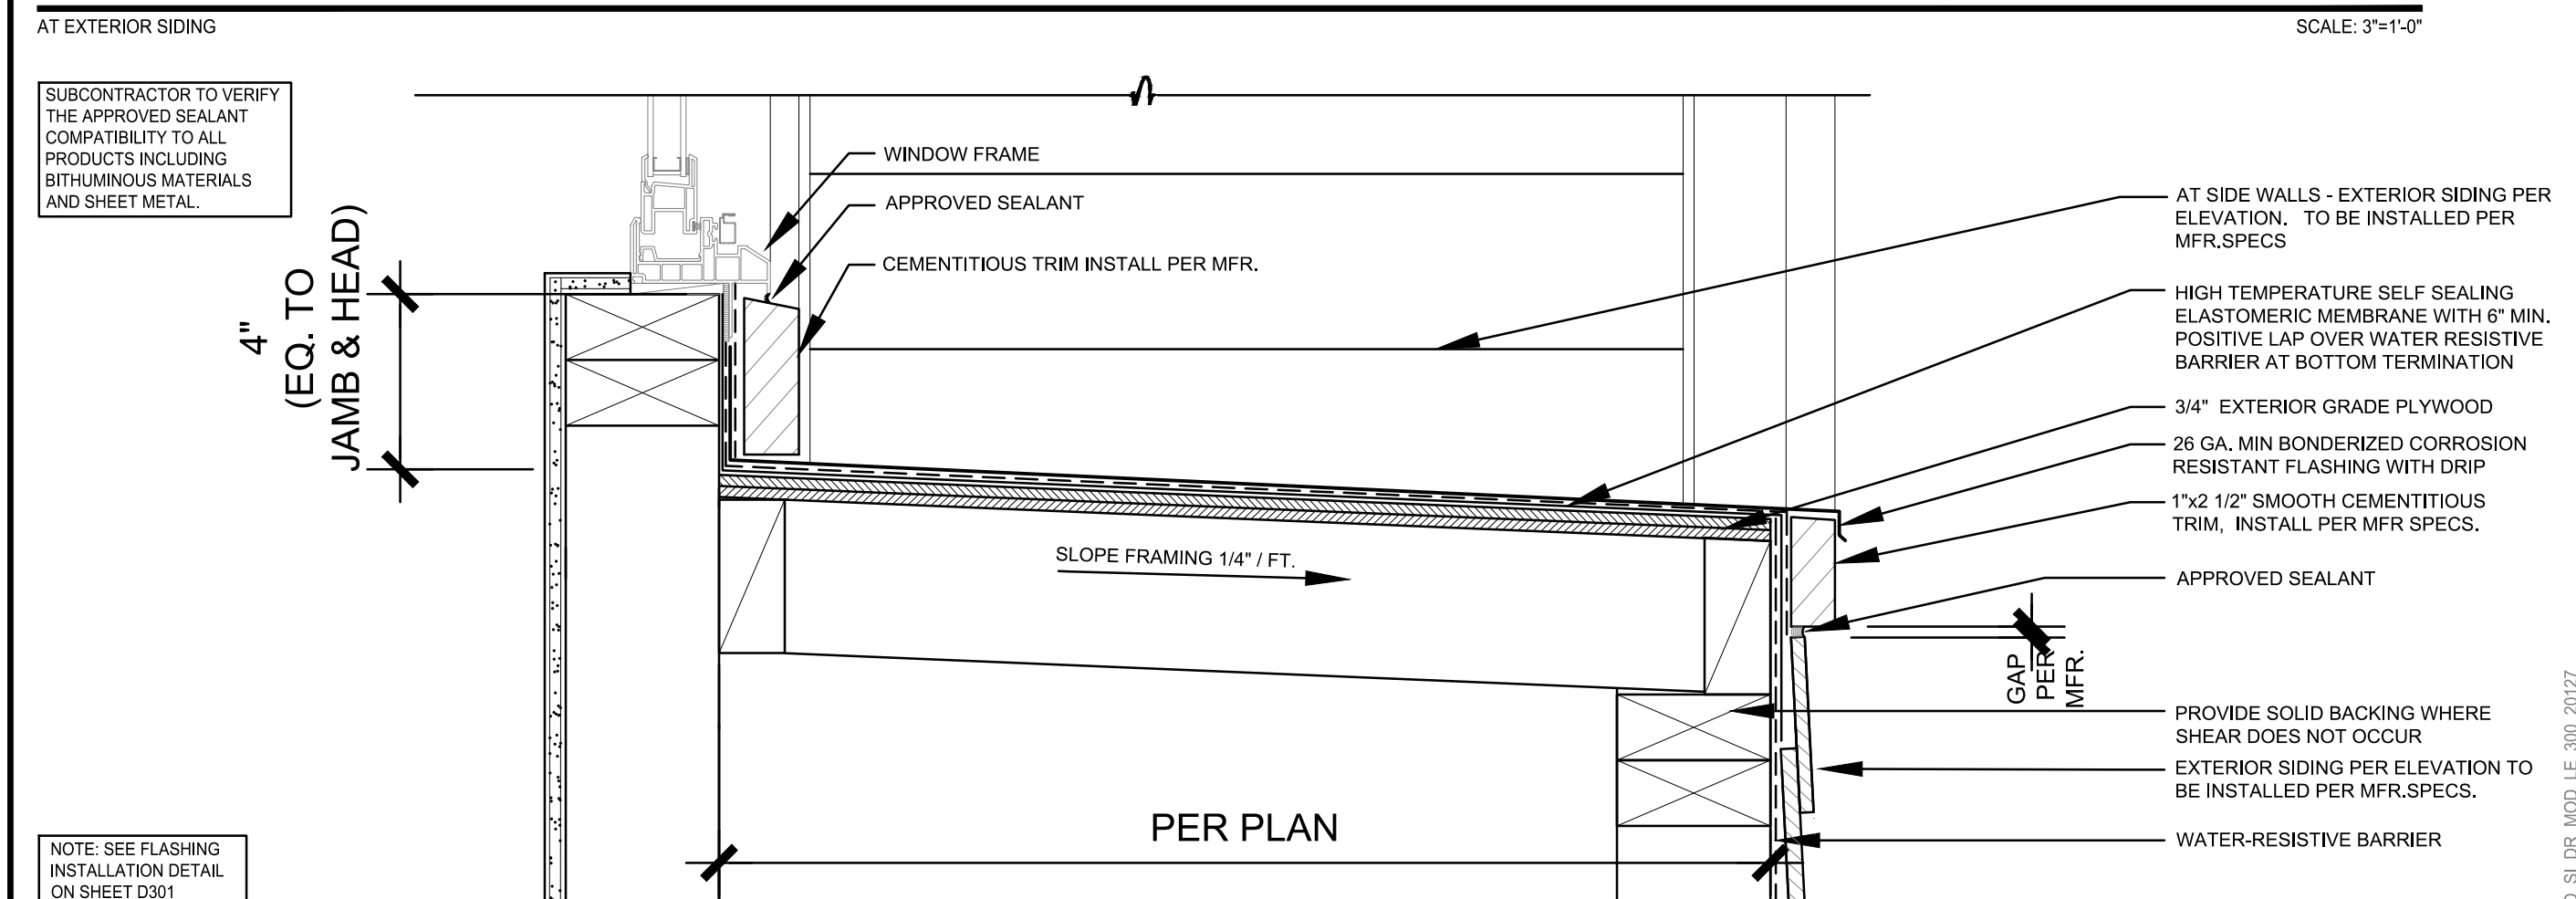 AT EXTERIOR SIDING
SCALE: 3"=1'-0"
SUBCONTRACTOR TO VERIFY
THE APPROVED SEALANT
COMPATIBILITY TO ALL
PRODUCTS INCLUDING
BITHUMINOUS MATERIALS
AND SHEET METAL.
4"
(EQ. TO
JAMB & HEAD)
WINDOW FRAME
APPROVED SEALANT
CEMENTITIOUS TRIM INSTALL PER MFR.
AT SIDE WALLS - EXTERIOR SIDING PER
ELEVATION. TO BE INSTALLED PER
MFR.SPECS
HIGH TEMPERATURE SELF SEALING
ELASTOMERIC MEMBRANE WITH 6" MIN.
POSITIVE LAP OVER WATER RESISTIVE
BARRIER AT BOTTOM TERMINATION
3/4" EXTERIOR GRADE PLYWOOD
26 GA. MIN BONDERIZED CORROSION
RESISTANT FLASHING WITH DRIP
1"x2 1/2" SMOOTH CEMENTITIOUS
TRIM, INSTALL PER MFR SPECS.
SLOPE FRAMING 1/4" / FT.
APPROVED SEALANT
GAP
PER
MFR.
PROVIDE SOLID BACKING WHERE
SHEAR DOES NOT OCCUR
EXTERIOR SIDING PER ELEVATION TO
BE INSTALLED PER MFR.SPECS.
WATER-RESISTIVE BARRIER
PER PLAN
NOTE: SEE FLASHING
INSTALLATION DETAIL
ON SHEET D301
SI_DR_MOD_LE_300_20127